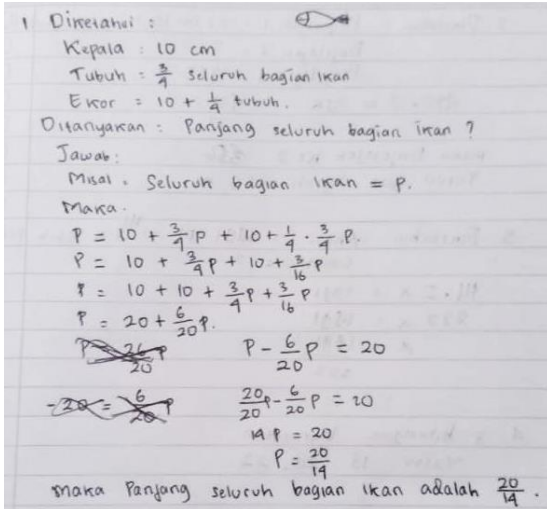 1 Diketahui :
Kepala : 10 cm
Tubuh = 3/4 seluruh bagian ikan
Ekor = 10 + 1/4 tubuh.
Ditanyakan : Panjang seluruh bagian ikan ?
Jawab:
Misal. Seluruh bagian ikan = P.
Maka.
P = 10 + 3/4 P + 10 + 1/4 . 3/4 P.
P = 10 + 3/4 P + 10 + 3/16 P
P = 10 + 10 + 3/4 P + 3/16 P
P = 20 + 6/20 P.
P - 6/20 P = 20
20/20 P - 6/20 P = 20
14 P = 20
P = 20/14
Maka Panjang seluruh bagian ikan adalah 20/14 .